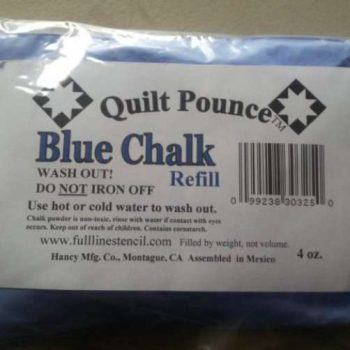 Quilt Pounce™
Blue Chalk
Refill
WASH OUT!
DO NOT IRON OFF
0 99238 30325 0
Use hot or cold water to wash out.
Chalk powder is non-toxic, rinse with water if contact with eyes
occurs. Keep out of reach of children. Contains cornstarch.
www.fulllinestencil.com Filled by weight, not volume.
Hancy Mfg. Co., Montague, CA Assembled in Mexico
4 oz.